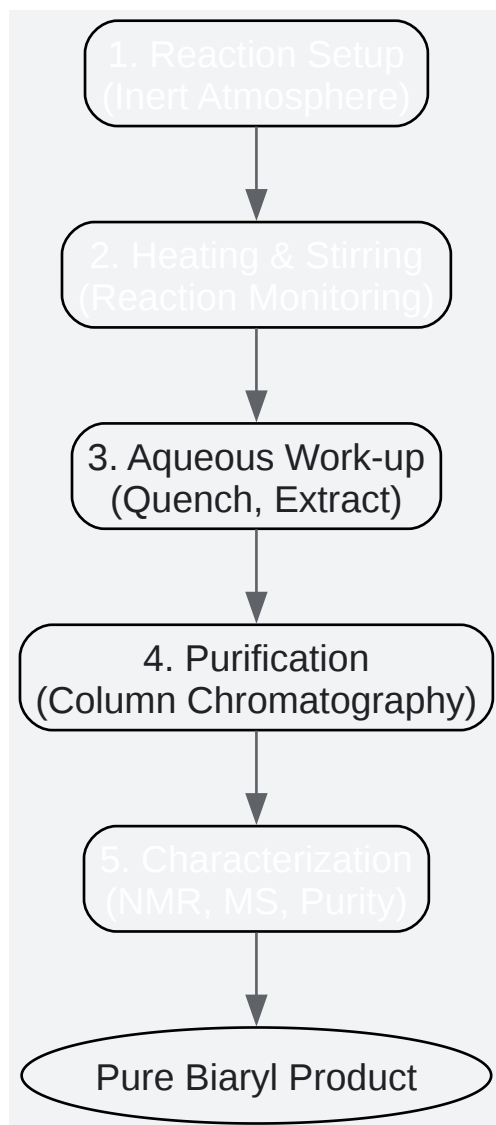 1. Reaction Setup
(Inert Atmosphere)
2. Heating & Stirring
(Reaction Monitoring)
3. Aqueous Work-up
(Quench, Extract)
4. Purification
(Column Chromatography)
5. Characterization
(NMR, MS, Purity)
Pure Biaryl Product